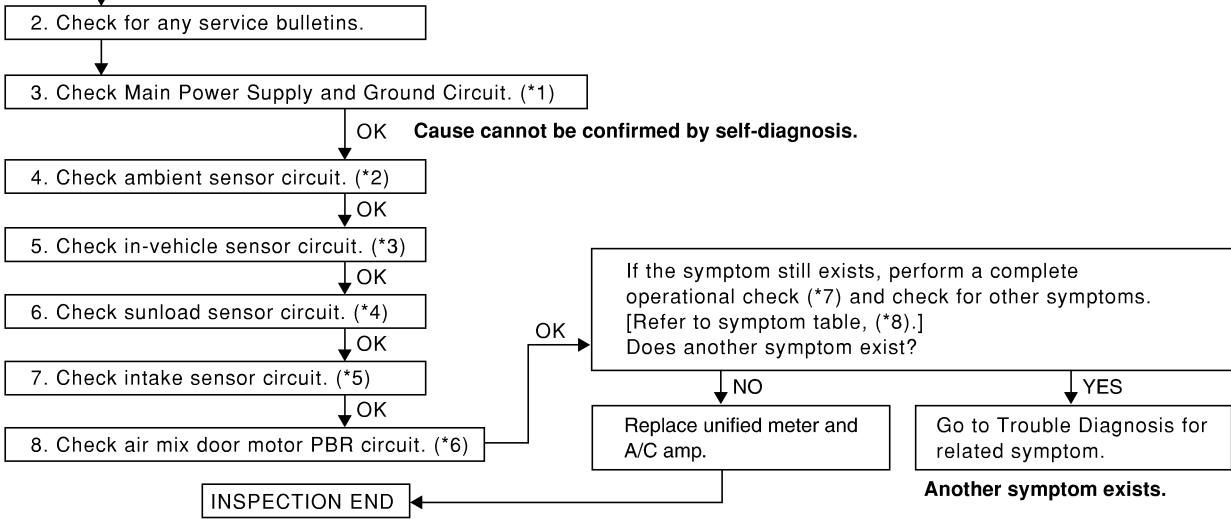 2. Check for any service bulletins.
3. Check Main Power Supply and Ground Circuit. (*1)
OK
Cause cannot be confirmed by self-diagnosis.
4. Check ambient sensor circuit. (*2)
OK
5. Check in-vehicle sensor circuit. (*3)
OK
6. Check sunload sensor circuit. (*4)
OK
7. Check intake sensor circuit. (*5)
OK
8. Check air mix door motor PBR circuit. (*6)
OK
If the symptom still exists, perform a complete
operational check (*7) and check for other symptoms.
[Refer to symptom table, (*8).]
Does another symptom exist?
NO
YES
Replace unified meter and
A/C amp.
Go to Trouble Diagnosis for
related symptom.
Another symptom exists.
INSPECTION END